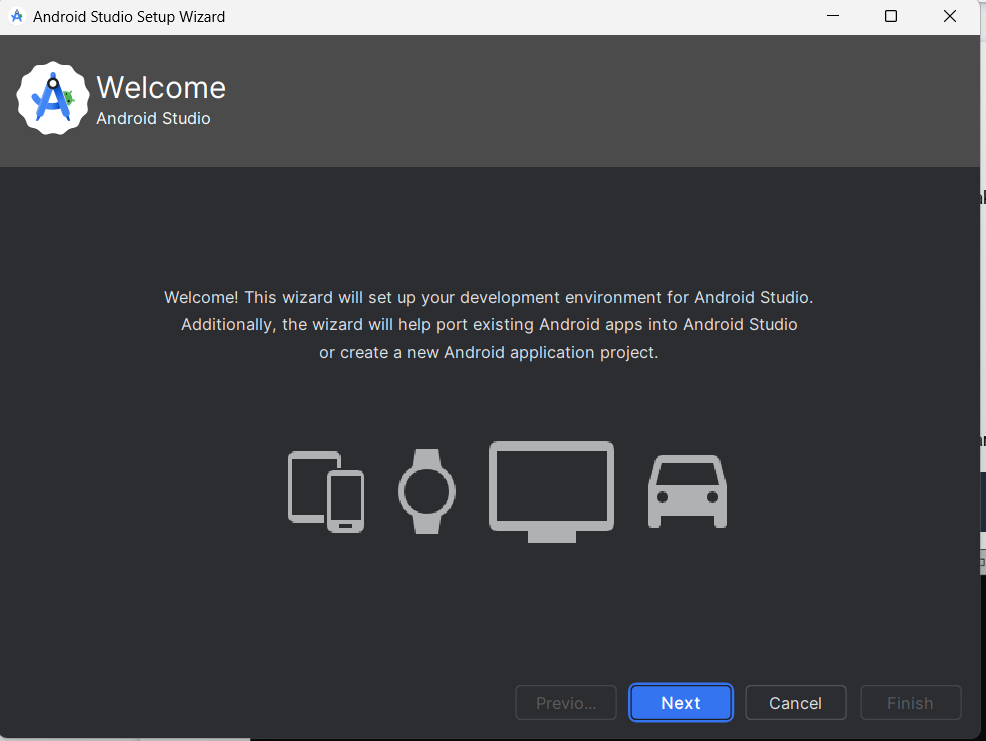 Android Studio Setup Wizard
Welcome
Android Studio
Welcome! This wizard will set up your development environment for Android Studio.
Additionally, the wizard will help port existing Android apps into Android Studio
or create a new Android application project.
Previo...
Next
Cancel
Finish